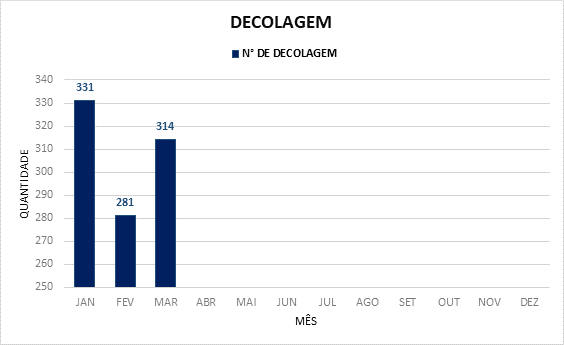 DECOLAGEM
N° DE DECOLAGEM
340
330
320
310
300
290
280
270
260
250
QUANTIDADE
331
281
314
JAN FEV MAR ABR MAI JUN JUL AGO SET OUT NOV DEZ
MÊS